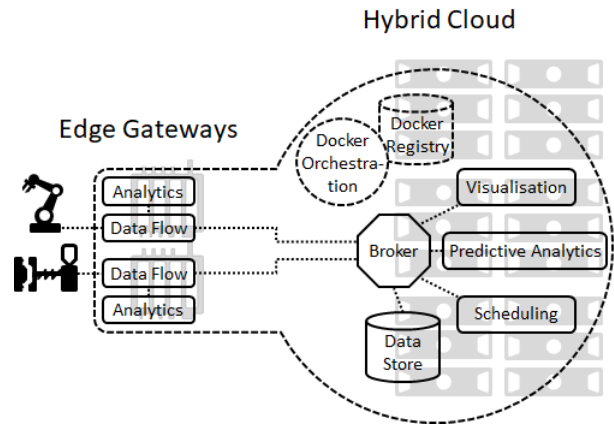 Hybrid Cloud
Edge Gateways
Docker
Registry
Docker
Orchestra-
tion
Analytics
Data Flow
Data Flow
Analytics
Visualisation
Broker
Predictive Analytics
Scheduling
Data
Store